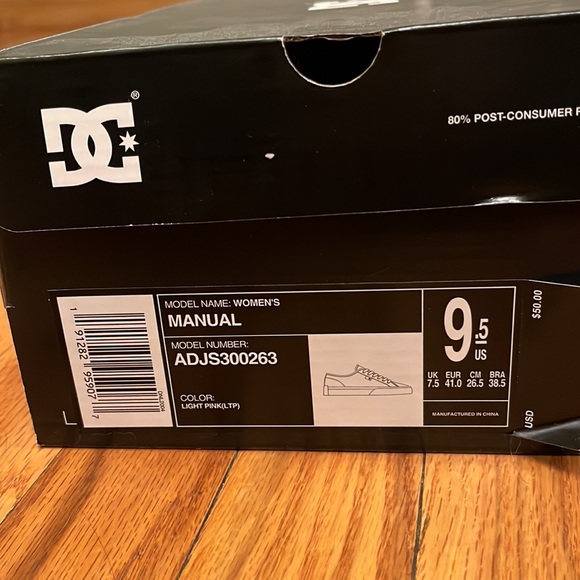 DC®
80% POST-CONSUMER
MODEL NAME: WOMEN'S
MANUAL
MODEL NUMBER:
ADJS300263
COLOR:
LIGHT PINK(LTP)
1 91282 95907 7
9.5
US
UK EUR CM BRA
7.5 41.0 26.5 38.5
MANUFACTURED IN CHINA
$50.00
USD